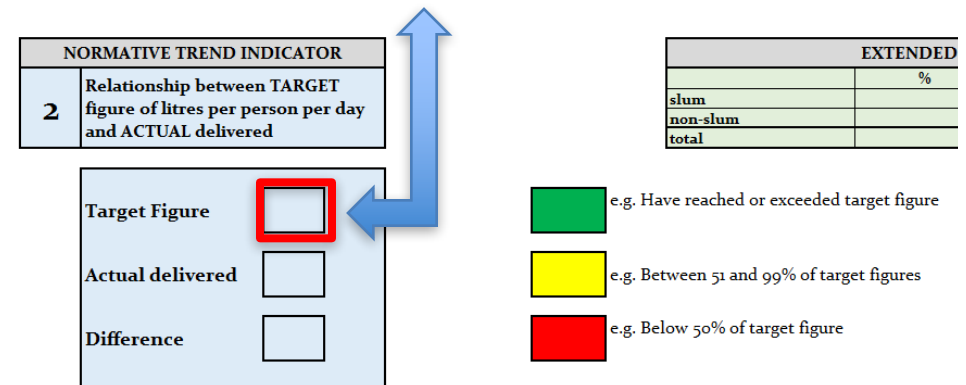 NORMATIVE TREND INDICATOR
2
Relationship between TARGET
figure of litres per person per day
and ACTUAL delivered
Target Figure
Actual delivered
Difference
EXTENDED
%
slum
non-slum
total
e.g. Have reached or exceeded target figure
e.g. Between 51 and 99% of target figures
e.g. Below 50% of target figure